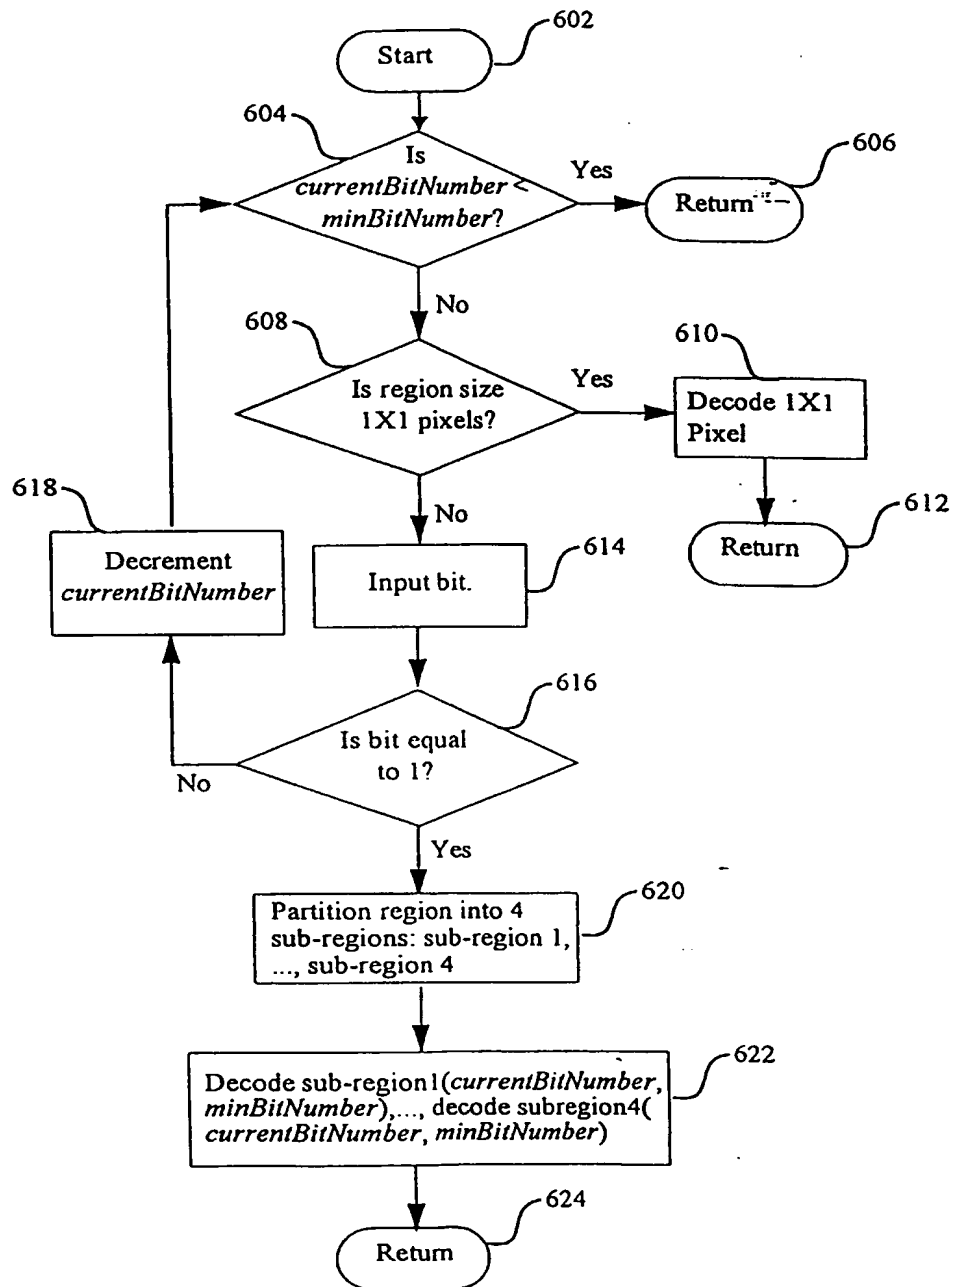 602
Start
604
Is
currentBitNumber <
minBitNumber?
Yes
606
Return
No
608
Is region size
1X1 pixels?
Yes
610
Decode 1X1
Pixel
618
Decrement
currentBitNumber
No
612
Return
614
Input bit.
616
Is bit equal
to 1?
No
Yes
620
Partition region into 4
sub-regions: sub-region 1,
..., sub-region 4
622
Decode sub-region1(currentBitNumber,
minBitNumber),..., decode subregion4(
currentBitNumber, minBitNumber)
624
Return